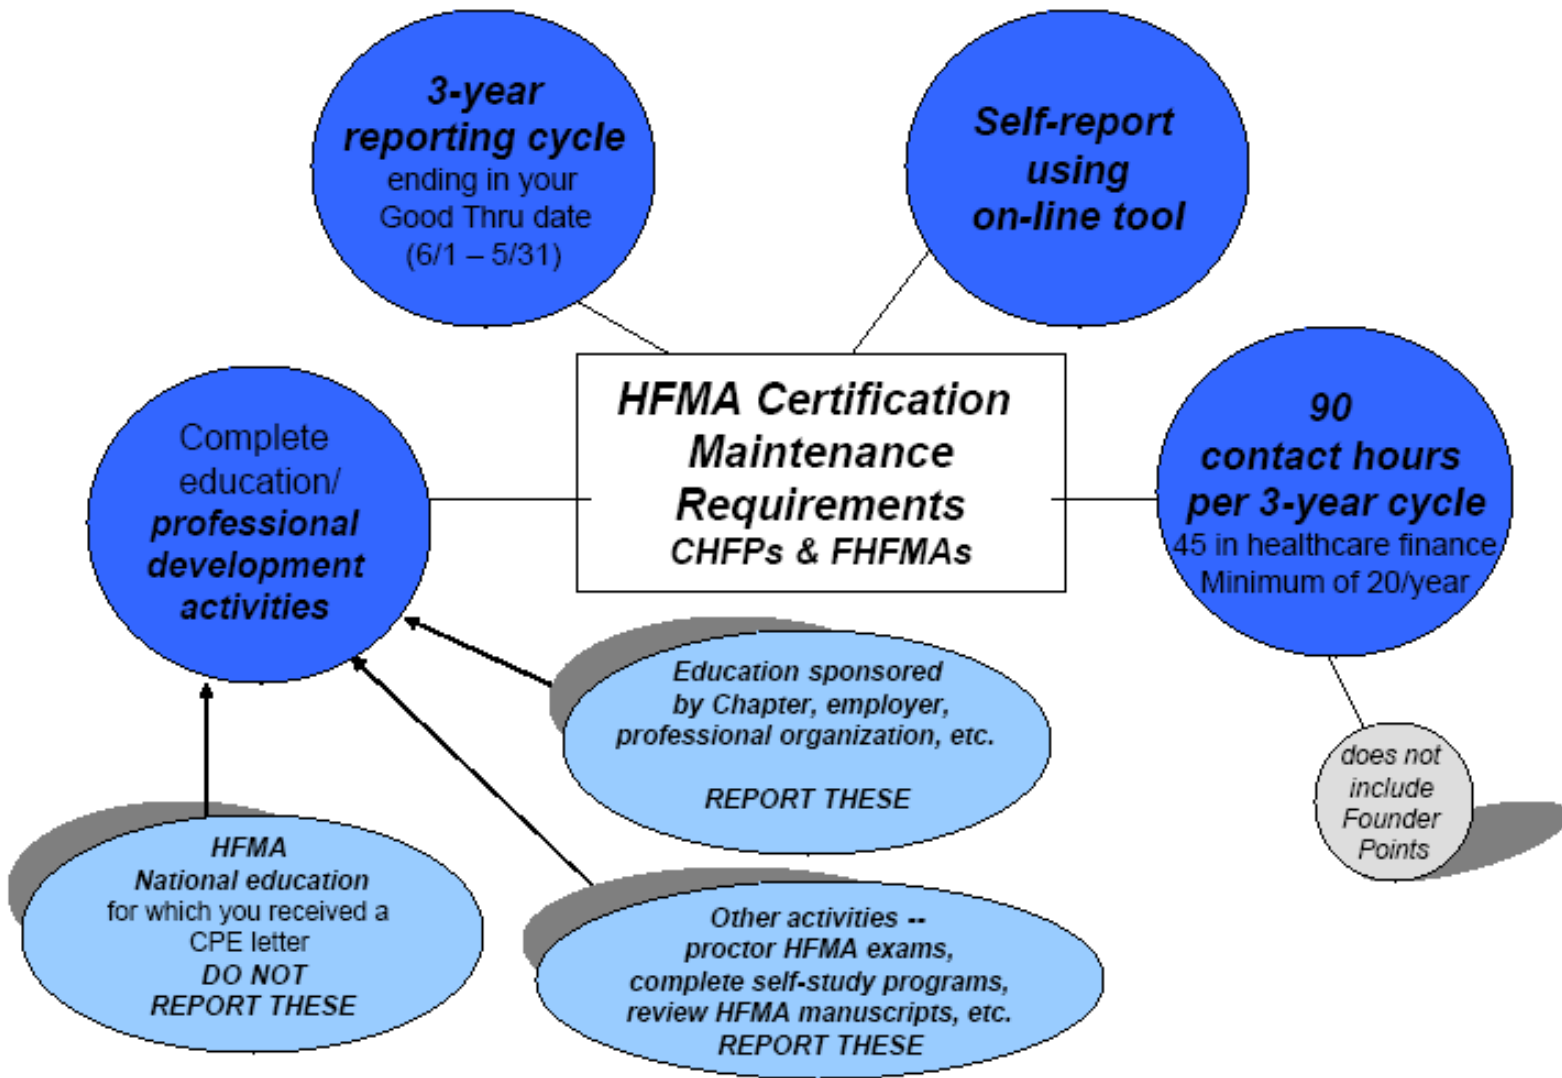 3-year
reporting cycle
ending in your
Good Thru date
(6/1 – 5/31)
Self-report
using
on-line tool
HFMA Certification
Maintenance
Requirements
CHFPs & FHFMAs
90
contact hours
per 3-year cycle
45 in healthcare finance
Minimum of 20/year
Complete
education/
professional
development
activities
Education sponsored
by Chapter, employer,
professional organization, etc.
REPORT THESE
does not
include
Founder
Points
HFMA
National education
for which you received a
CPE letter
DO NOT
REPORT THESE
Other activities --
proctor HFMA exams,
complete self-study programs,
review HFMA manuscripts, etc.
REPORT THESE